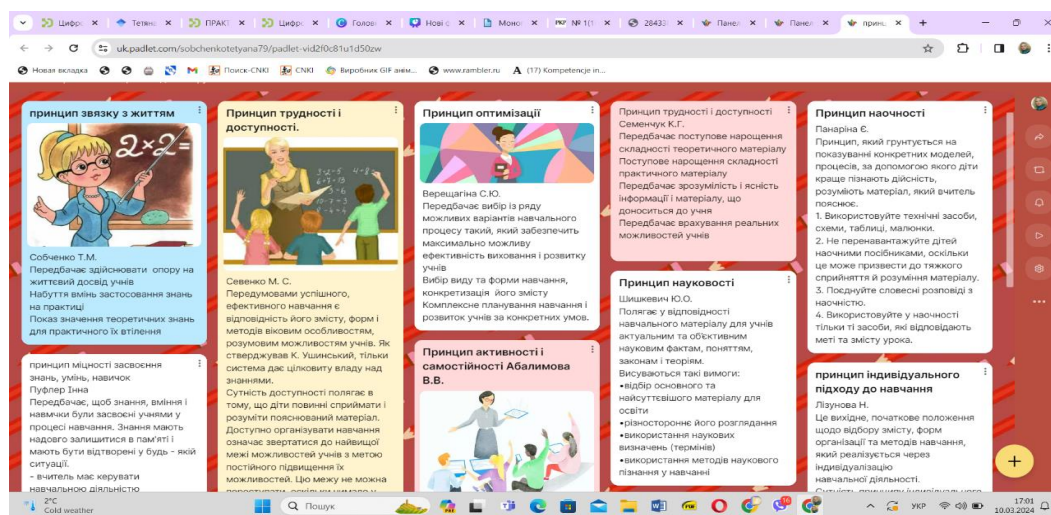 Цифр
Тетян
ПРАКТ
Цифр
Голов
Нові
Моно
№ 1(1
28433
Панел
Панел
принц
uk.padlet.com/sobchenkotetyana79/padlet-vid2f0c81u1d50zw
Новая вкладка
Поиск-CNKI
CNKI
Виробник GIF анім...
www.rambler.ru
(17) Kompetencje in...
принцип звязку з життям
2×2=
Собченко Т.М.
Передбачає здійснювати опору на
життєвий досвід учнів
Набуття вмінь застосовання знань
на практиці
Показ значення теоретичних знань
для практичного їх втілення
принцип міцності засвоєння
знань, умінь, навичок
Пуфлер Інна
Передбачає, щоб знання, вміння і
навмчки були засвоєні учнями у
процесі навчання. Знання мають
надовго залишитися в пам'яті і
мають бути відтворені у будь - якій
ситуації.
- вчитель має керувати
навчальною діяльністю
Принцип трудності і
доступності.
Севенко М. С.
Передумовами успішного,
ефективного навчання є
відповідність його змісту, форм і
методів віковим особливостям,
розумовим можливостям учнів. Як
стверджував К. Ушинський, тільки
система дає цілковиту владу над
знаннями.
Сутність доступності полягає в
тому, що діти повинні сприймати і
розуміти пояснюваний матеріал.
Доступно організувати навчання
означає звертатися до найвищої
межі можливостей учнів з метою
постійного підвищення їх
можливостей. Цю межу не можна
Принцип оптимізації
Верещагіна С.Ю.
Передбачає вибір із ряду
можливих варіантів навчального
процесу такий, який забезпечить
максимально можливу
ефективність виховання і розвитку
учнів
Вибір виду та форми навчання,
конкретизація його змісту
Комплексне планування навчання і
розвиток учнів за конкретних умов.
Принцип активності і
самостійності Абалимова
В.В.
Принцип трудності і доступності
Семенчук К.Г.
Передбачає поступове нарощення
складності теоретичного матеріалу
Поступове нарощення складності
практичного матеріалу
Передбачає зрозумілість і ясність
інформації і матеріалу, що
доноситься до учня
Передбачає врахування реальних
можливостей учнів
Принцип науковості
Шишкевич Ю.О.
Полягає у відповідності
навчального матеріалу для учнів
актуальним та об'єктивним
науковим фактам, поняттям,
законам і теоріям.
Висуваються такі вимоги:
•відбір основного та
найсуттєвішого матеріалу для
освіти
•різностороннє його розглядання
•використання наукових
визначень (термінів)
•використання методів наукового
пізнання у навчанні
Принцип наочності
Панаріна Є.
Принцип, який грунтується на
показуванні конкретних моделей,
процесів, за допомогою якого діти
краще пізнають дійсність,
розуміють матеріал, який вчитель
пояснює.
1. Використовуйте технічні засоби,
схеми, таблиці, малюнки.
2. Не перенавантажуйте дітей
наочними посібниками, оскільки
це може призвести до тяжкого
сприйняття й розуміння матеріалу.
3. Поєднуйте словесні розповіді з
наочністю.
4. Використовуйте у наочності
тільки ті засоби, які відповідають
меті та змісту урока.
принцип індивідуального
підходу до навчання
Лізунова Н.
Це вихідне, початкове положення
щодо відбору змісту, форм
організації та методів навчання,
який реалізується через
індивідуалізацію
навчальної діяльності.
2°C
Cold weather
Пошук
УКР
17:01
10.03.2024